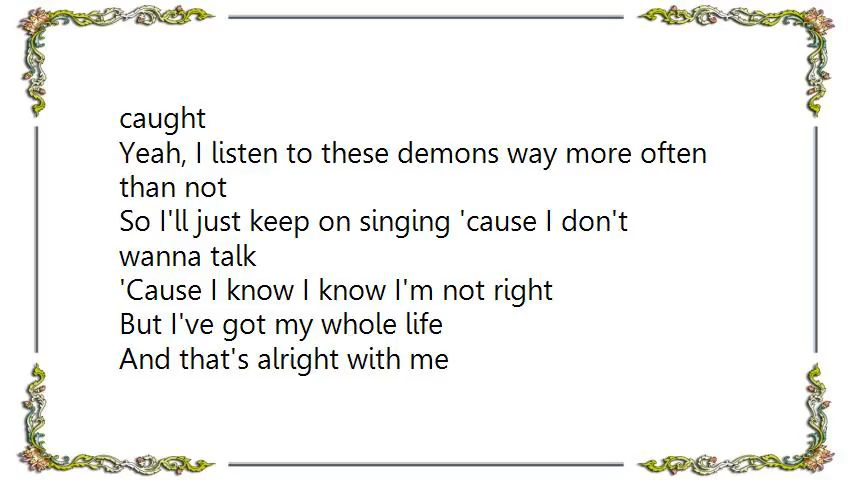 caught
Yeah, I listen to these demons way more often
than not
So I'll just keep on singing 'cause I don't
wanna talk
'Cause I know I know I'm not right
But I've got my whole life
And that's alright with me